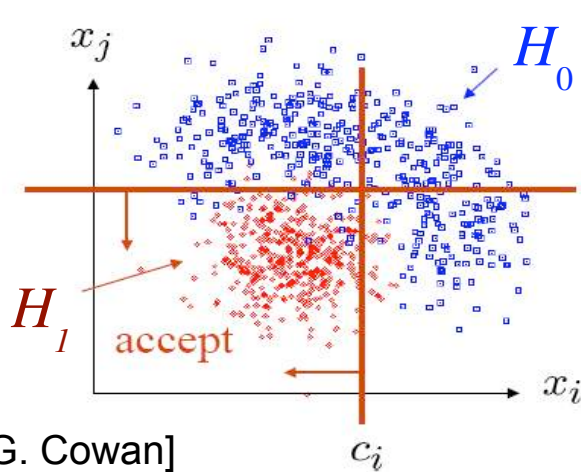 x_j
H_0
H_1
accept
x_i
G. Cowan]
c_i